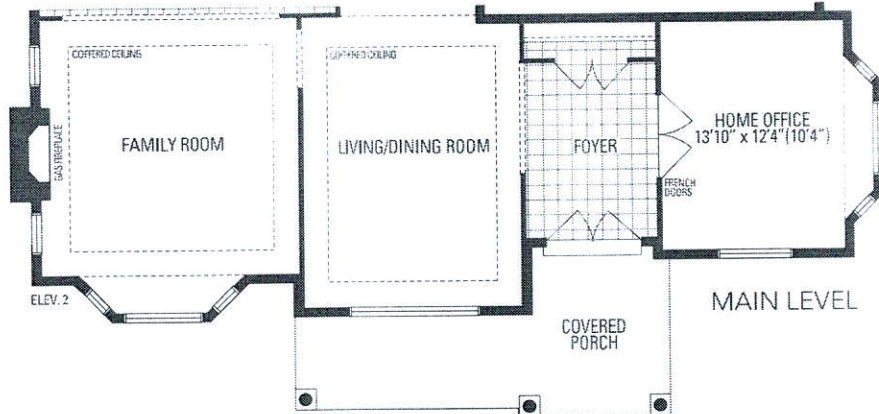 COFFERED CEILING
COFFERED CEILING
GAS FIREPLACE
FAMILY ROOM
LIVING/DINING ROOM
FOYER
HOME OFFICE
13'10" x 12'4"(10'4")
FRENCH
DOORS
ELEV. 2
MAIN LEVEL
COVERED
PORCH